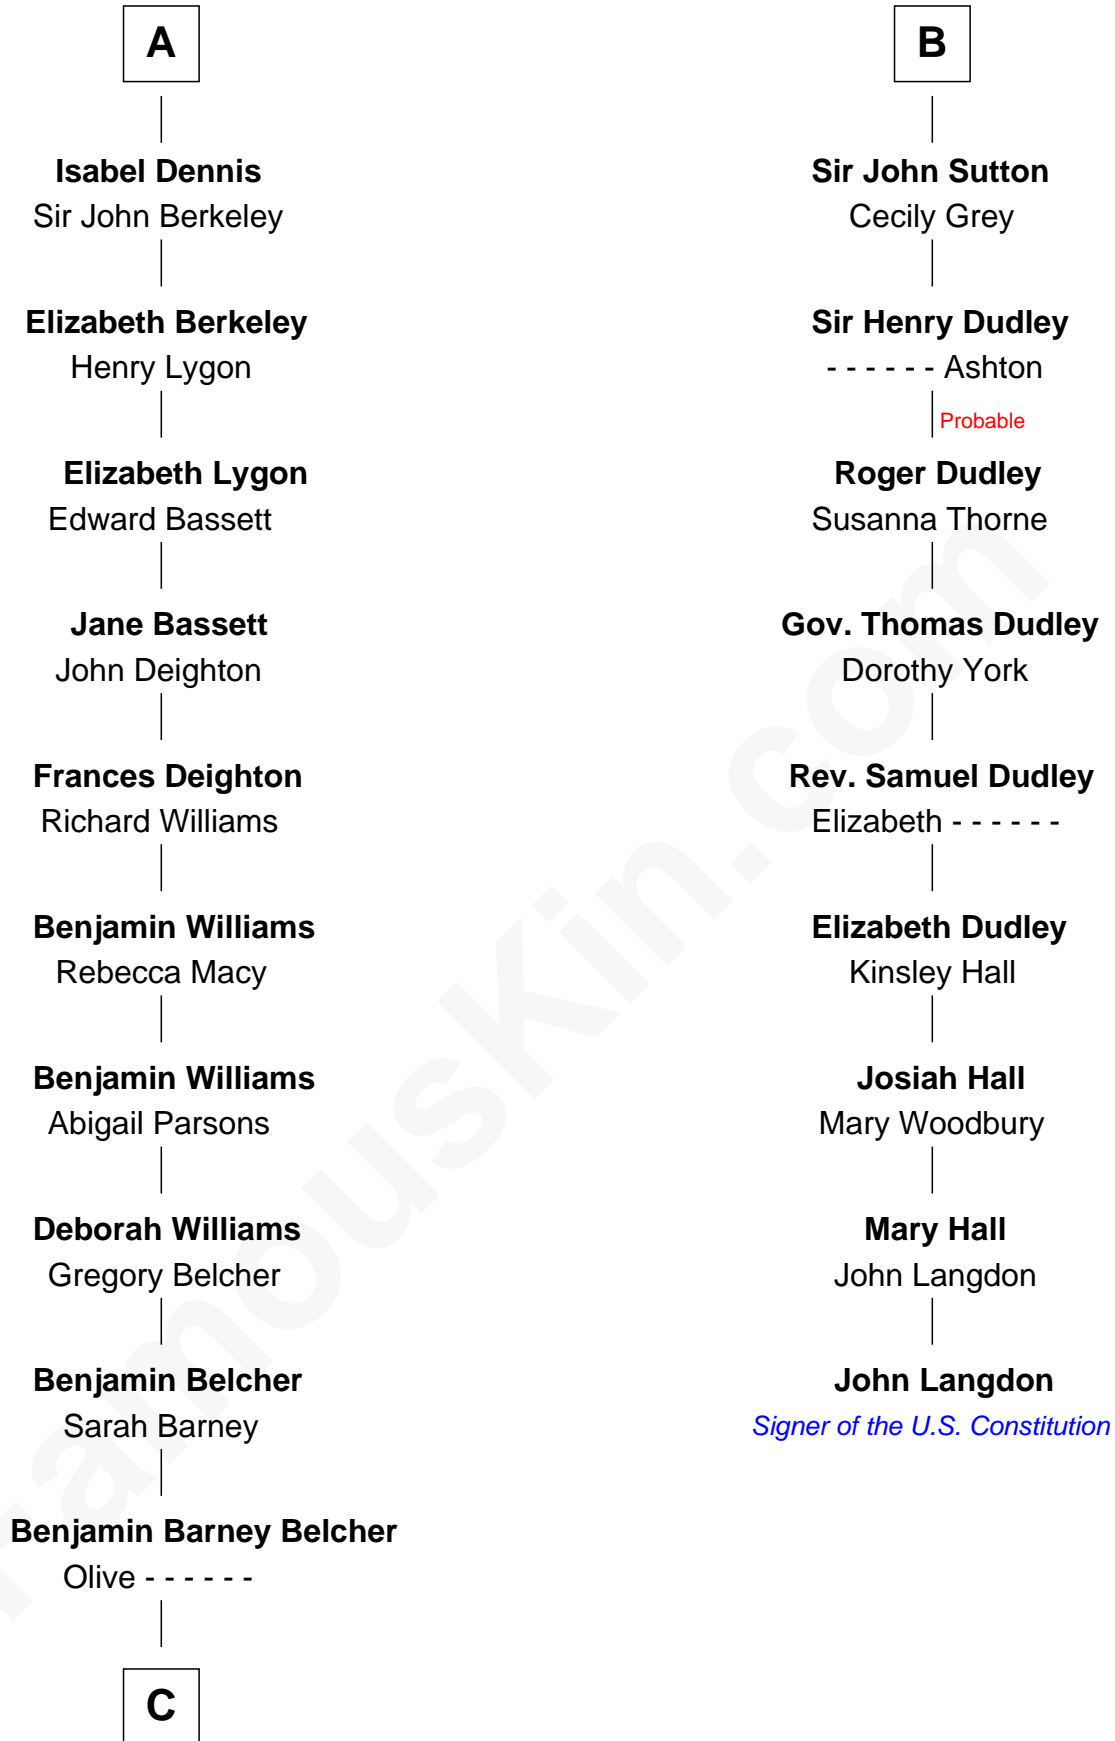 A
Isabel Dennis
Sir John Berkeley
Elizabeth Berkeley
Henry Lygon
Elizabeth Lygon
Edward Bassett
Jane Bassett
John Deighton
Frances Deighton
Richard Williams
Benjamin Williams
Rebecca Macy
Benjamin Williams
Abigail Parsons
Deborah Williams
Gregory Belcher
Benjamin Belcher
Sarah Barney
Benjamin Barney Belcher
Olive - - - - - -
C
B
Sir John Sutton
Cecily Grey
Sir Henry Dudley
- - - - - - Ashton
Probable
Roger Dudley
Susanna Thorne
Gov. Thomas Dudley
Dorothy York
Rev. Samuel Dudley
Elizabeth - - - - - -
Elizabeth Dudley
Kinsley Hall
Josiah Hall
Mary Woodbury
Mary Hall
John Langdon
John Langdon
Signer of the U.S. Constitution
FamousKin.com